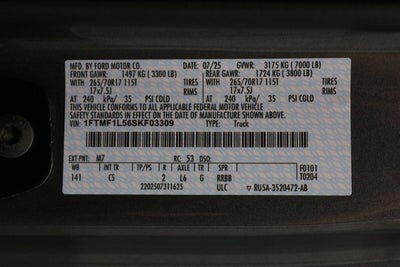 MFD. BY FORD MOTOR CO. 07/25 GVWR: 3175 KG ( 7000 LB)
FRONT GAWR: 1497 KG ( 3300 LB) REAR GAWR: 1724 KG ( 3800 LB)
WITH TIRES WITH TIRES
265/70R17 115T RIMS 265/70R17 115T RIMS
17x7.5J 17x7.5J
AT 240 kPa/ 35 PSI COLD AT 240 kPa/ 35 PSI COLD
THIS VEHICLE CONFORMS TO ALL APPLICABLE FEDERAL MOTOR VEHICLE
SAFETY STANDARDS IN EFFECT ON THE DATE OF MANUFACTURE SHOWN ABOVE.
VIN: 1FTMF1L56SKF03309 TYPE: Truck
EXT PNT: M7 RC: 53 DSO: F0101
WB INT TR TP/PS R AXLE TR SPR T0204
141 CS 2 L6 G RRBB
2202507311625 ULC RU5A-3520472-AB